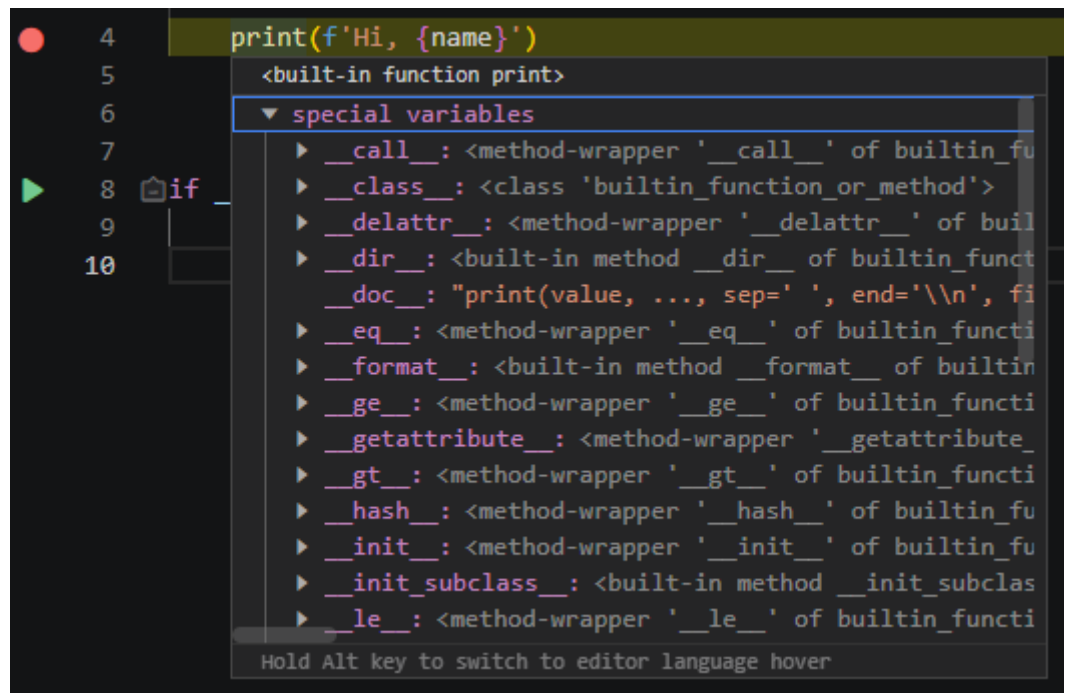 4 print(f'Hi, {name}')
5 <built-in function print>
6 special variables
7 __call__: <method-wrapper '__call__' of builtin_fu
8 if _ __class__: <class 'builtin_function_or_method'>
9 __delattr__: <method-wrapper '__delattr__' of buil
10 __dir__: <built-in method __dir__ of builtin_funct
__doc__: "print(value, ..., sep=' ', end='\\n', fi
__eq__: <method-wrapper '__eq__' of builtin_functi
__format__: <built-in method __format__ of builtin
__ge__: <method-wrapper '__ge__' of builtin_functi
__getattribute__: <method-wrapper '__getattribute_
__gt__: <method-wrapper '__gt__' of builtin_functi
__hash__: <method-wrapper '__hash__' of builtin_fu
__init__: <method-wrapper '__init__' of builtin_fu
__init_subclass__: <built-in method __init_subclas
__le__: <method-wrapper '__le__' of builtin_functi
Hold Alt key to switch to editor language hover